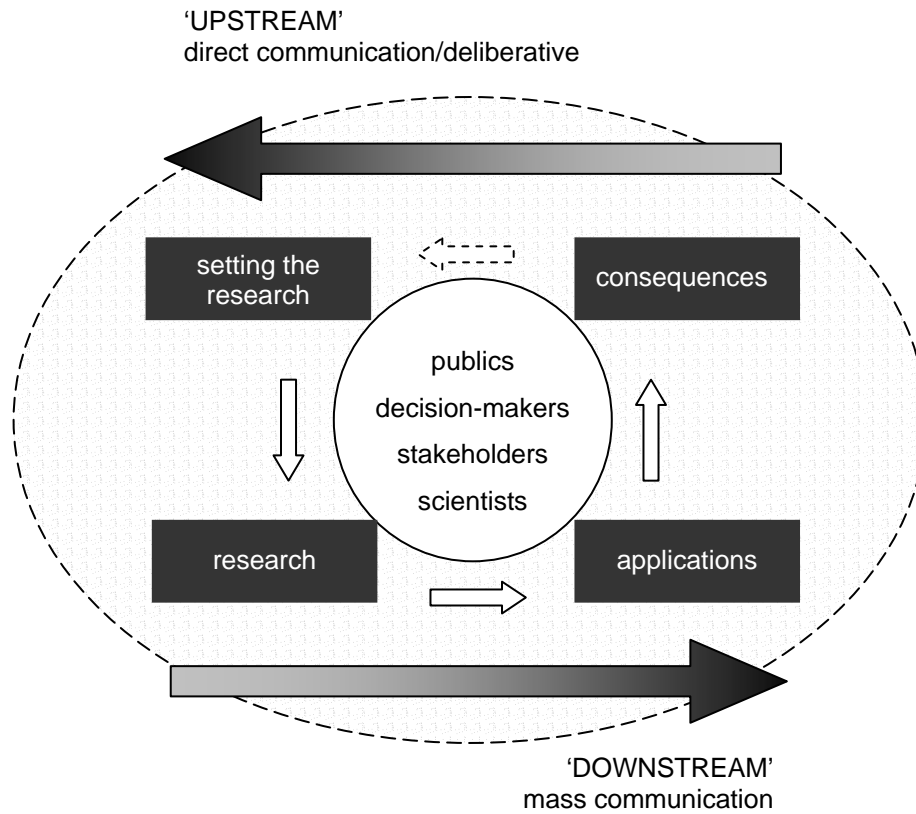 ‘UPSTREAM’
direct communication/deliberative
setting the
research
consequences
publics
decision-makers
stakeholders
scientists
research
applications
‘DOWNSTREAM’
mass communication